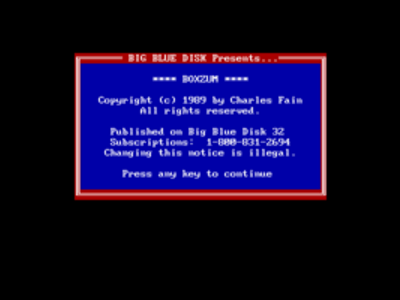 BIG BLUE DISK Presents...
**** BOXZUM ****
Copyright (c) 1989 by Charles Fain
All rights reserved.
Published on Big Blue Disk 32
Subscriptions: 1-800-831-2694
Changing this notice is illegal.
Press any key to continue